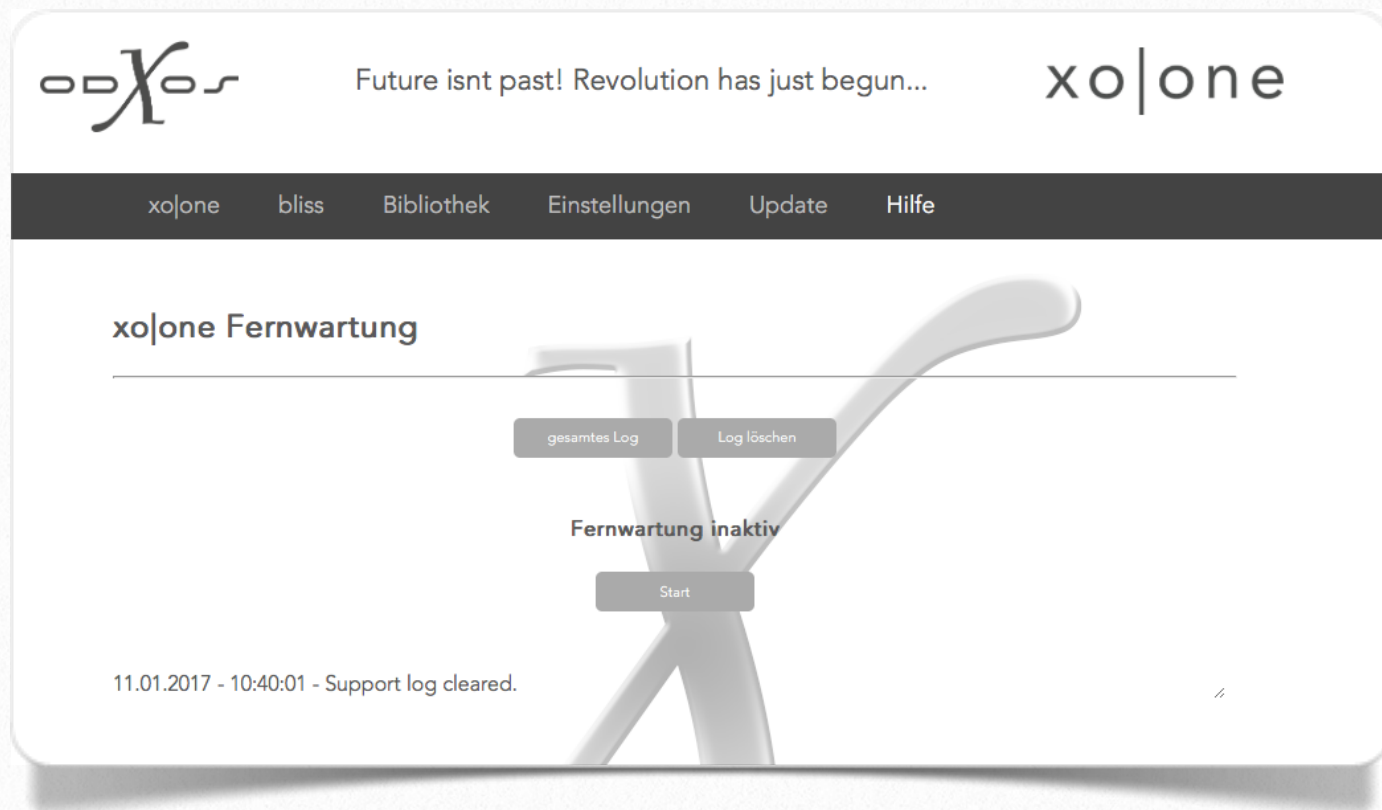 ODXOS
Future isnt past! Revolution has just begun...
xo|one
xo|one bliss Bibliothek Einstellungen Update Hilfe
xo|one Fernwartung
gesamtes Log Log löschen
Fernwartung inaktiv
Start
11.01.2017 - 10:40:01 - Support log cleared.